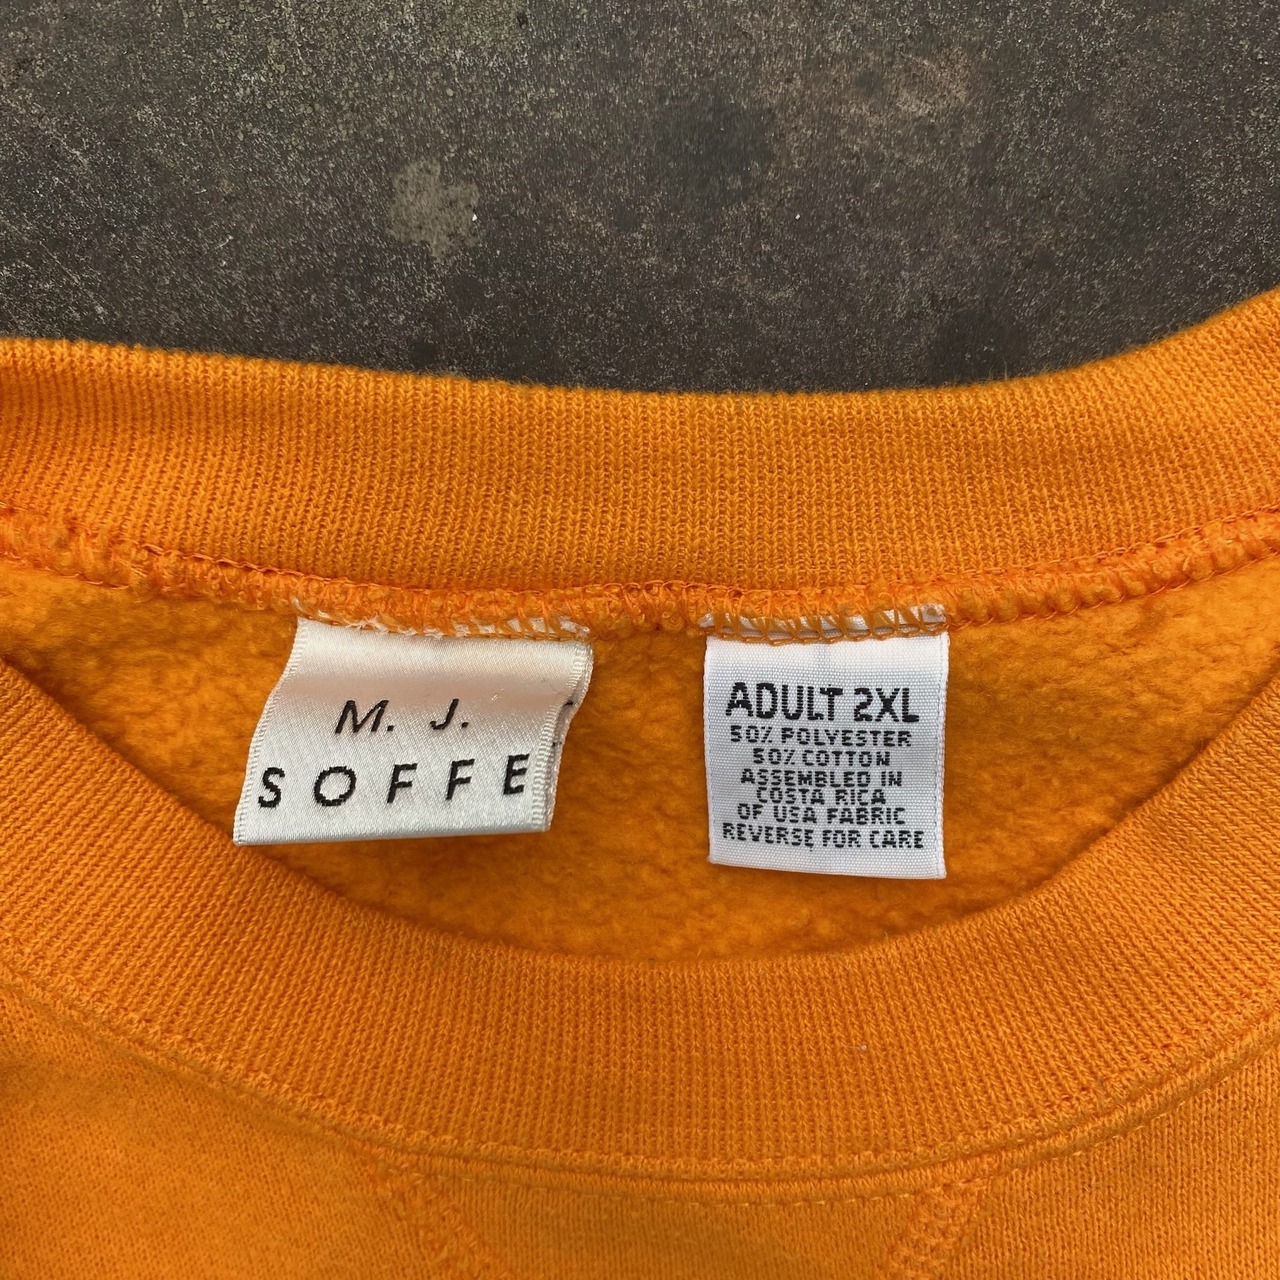 M. J.
SOFFE
ADULT 2XL
50% POLYESTER
50% COTTON
ASSEMBLED IN
COSTA RICA
OF USA FABRIC
REVERSE FOR CARE